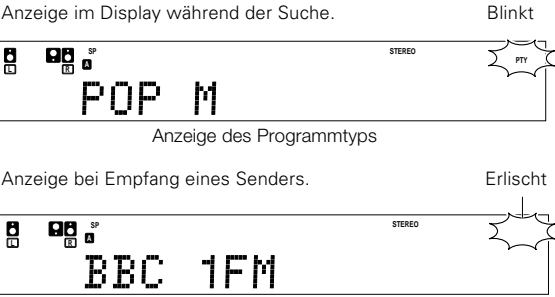 Anzeige im Display während der Suche. Blinkt
SP STEREO PTY
L R A
POP M
Anzeige des Programmtyps
Anzeige bei Empfang eines Senders. Erlischt
SP STEREO
L R A
BBC 1FM